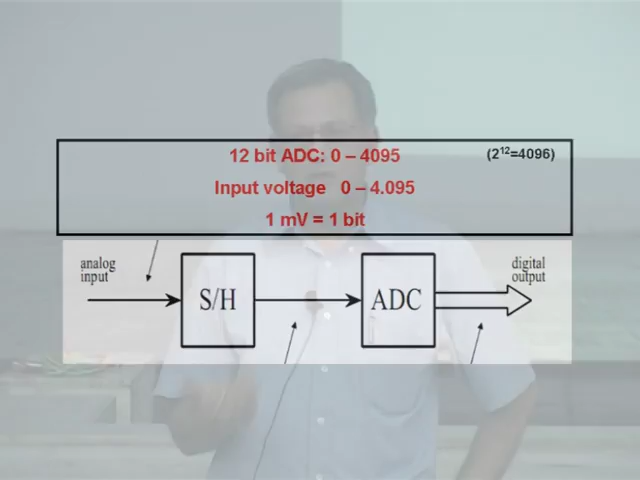 12 bit ADC: 0 – 4095 (2¹²=4096)
Input voltage 0 – 4.095
1 mV = 1 bit
analog
input
S/H
ADC
digital
output